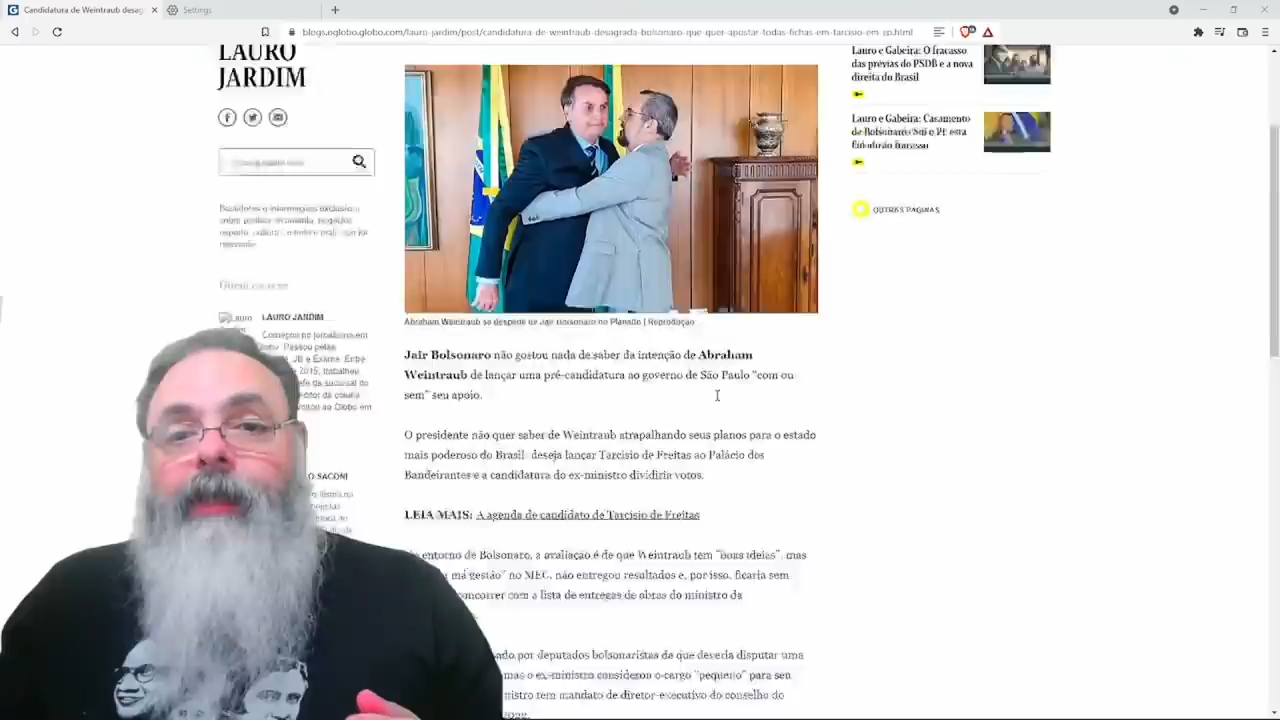 Candidatura de Weintraub desag
Settings
blogs.oglobo.globo.com/lauro-jardim/post/candidatura-de-weintraub-desagrada-bolsonaro-que-quer-apostar-todas-fichas-em-tarcisio-em-sp.html
LAURO
JARDIM
LAURO JARDIM
Abraham Weintraub se despede de Jair Bolsonaro no Planalto | Reprodução
Jair Bolsonaro não gostou nada de saber da intenção de Abraham
Weintraub de lançar uma pré-candidatura ao governo de São Paulo "com ou
sem" seu apoio.
O presidente não quer saber de Weintraub atrapalhando seus planos para o estado
mais poderoso do Brasil: deseja lançar Tarcísio de Freitas ao Palácio dos
Bandeirantes e a candidatura do ex-ministro dividiria votos.
LEIA MAIS: A agenda de candidato de Tarcísio de Freitas
entorno de Bolsonaro, a avaliação é de que Weintraub tem "boas ideias", mas
má gestão" no MEC, não entregou resultados e, por isso, ficaria sem
concorrer com a lista de entregas de obras do ministro da
ado por deputados bolsonaristas de que deveria disputar uma
mas o ex-ministro considerou o cargo "pequeno" para seu
nistro tem mandato de diretor-executivo do conselho do
Lauro e Gabeira: O fracasso
das prévias do PSDB e a nova
direita do Brasil
Lauro e Gabeira: Casamento
de Bolsonaro
OUTRAS PÁGINAS